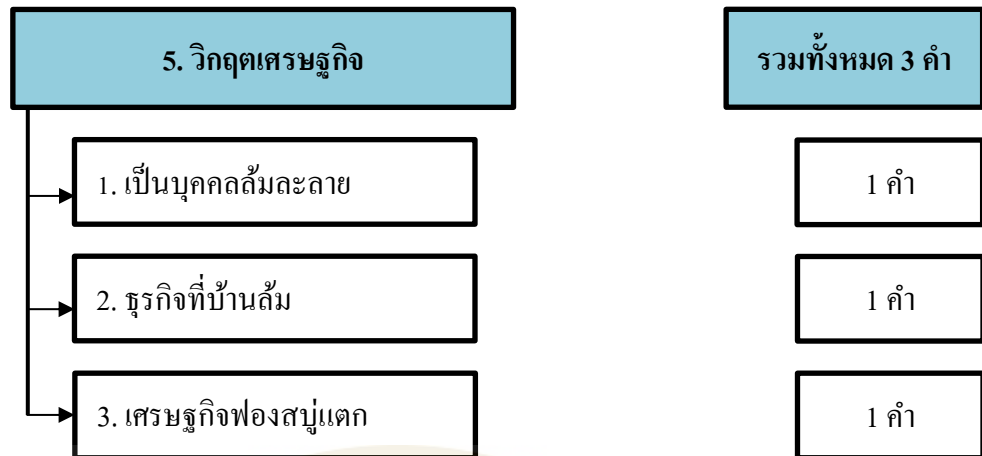 5. วิกฤตเศรษฐกิจ รวมทั้งหมด 3 คำ
1. เป็นบุคคลล้มละลาย 1 คำ
2. ธุรกิจที่บ้านล้ม 1 คำ
3. เศรษฐกิจฟองสบู่แตก 1 คำ